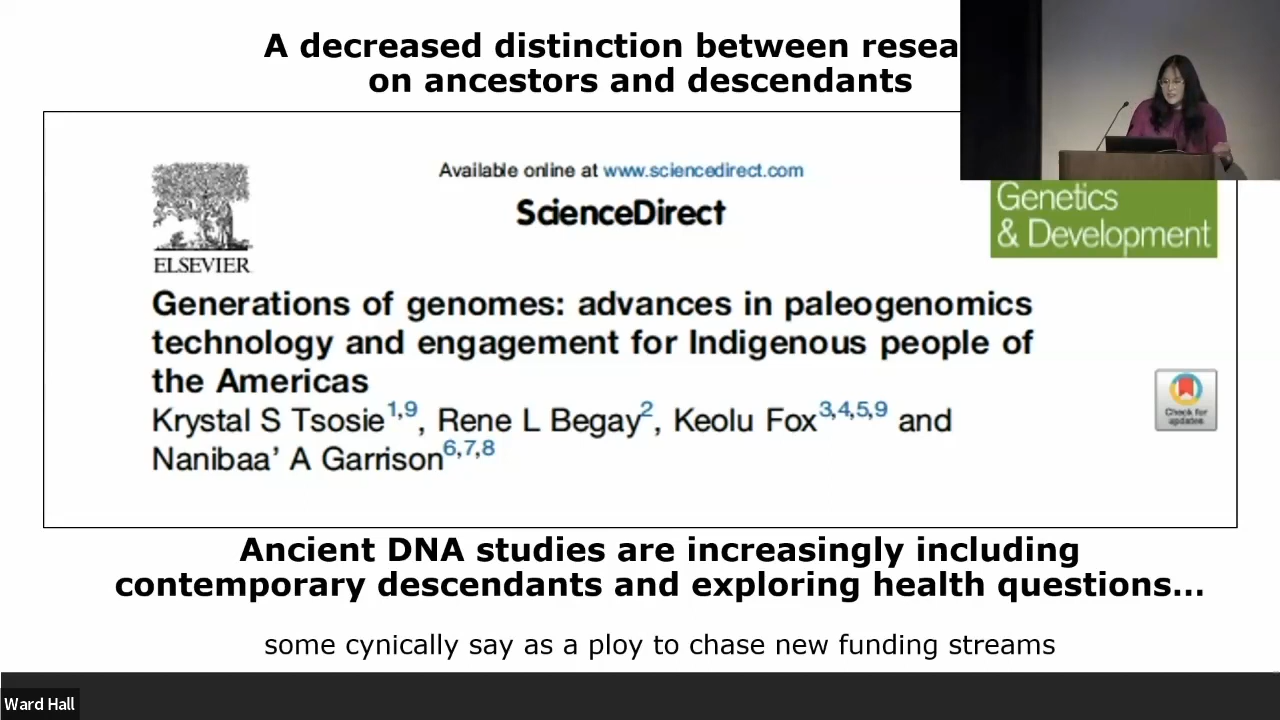 A decreased distinction between resea
on ancestors and descendants
ELSEVIER
Available online at www.sciencedirect.com
ScienceDirect
Genetics
& Development
Generations of genomes: advances in paleogenomics
technology and engagement for Indigenous people of
the Americas
Krystal S Tsosie1,9, Rene L Begay2, Keolu Fox3,4,5,9 and
Nanibaa’ A Garrison6,7,8
Check for
updates
Ancient DNA studies are increasingly including
contemporary descendants and exploring health questions...
some cynically say as a ploy to chase new funding streams
Ward Hall